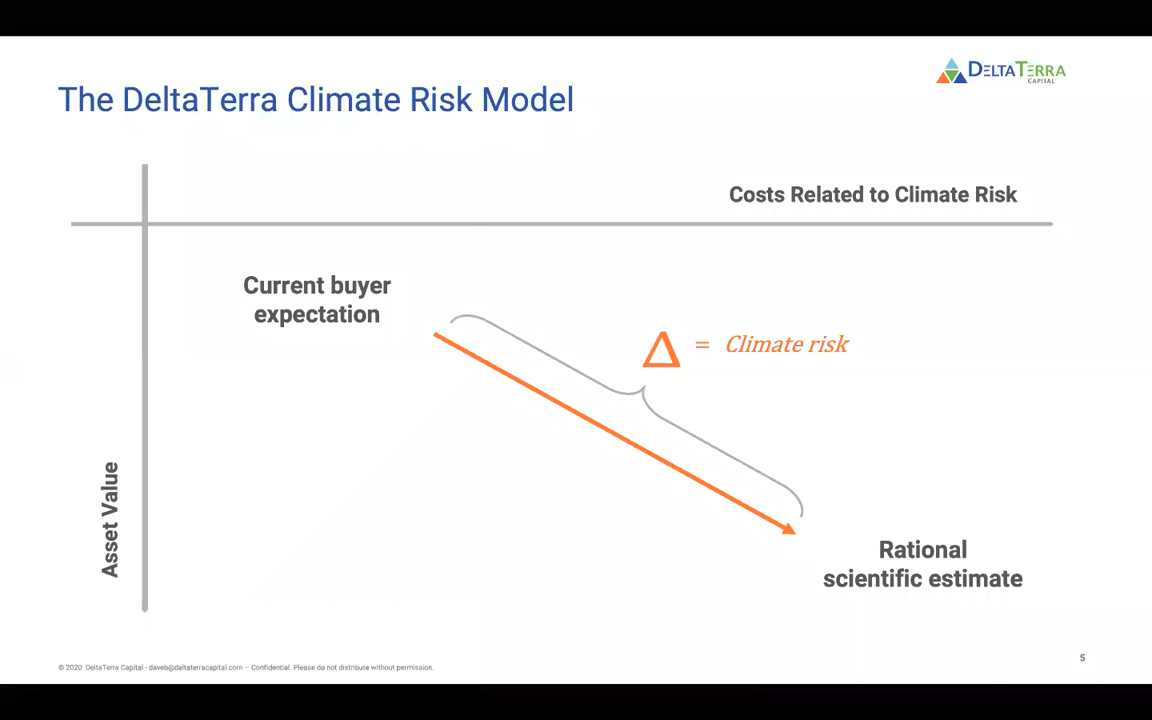 DELTATERRA
CAPITAL
The DeltaTerra Climate Risk Model
Costs Related to Climate Risk
Current buyer
expectation
Δ = Climate risk
Asset Value
Rational
scientific estimate
© 2020 DeltaTerra Capital - daveb@deltaterracapital.com -- Confidential. Please do not distribute without permission.
5